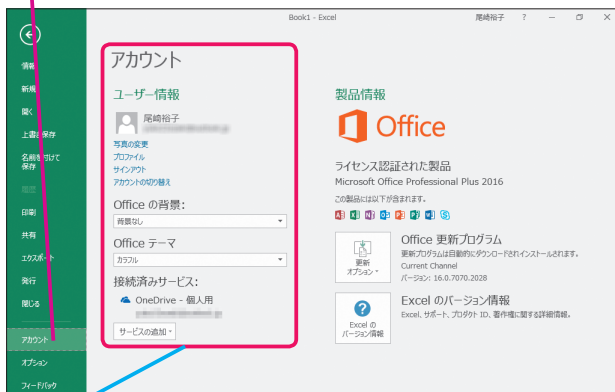 Book1 - Excel
尾崎裕子 ?
情報
新規
開く
上書き保存
名前を付けて
保存
履歴
印刷
共有
エクスポート
発行
閉じる
アカウント
オプション
フィードバック
アカウント
ユーザー情報
尾崎裕子
写真の変更
プロファイル
サインアウト
アカウントの切り替え
Office の背景:
背景なし
Office テーマ
カラフル
接続済みサービス:
OneDrive - 個人用
サービスの追加
製品情報
Office
ライセンス認証された製品
Microsoft Office Professional Plus 2016
この製品には以下が含まれます。
更新
オプション
Office 更新プログラム
更新プログラムは自動的にダウンロードされインストールされます。
Current Channel
バージョン: 16.0.7070.2028
Excel の
バージョン情報
Excel のバージョン情報
Excel、サポート、プロダクト ID、著作権に関する詳細情報。